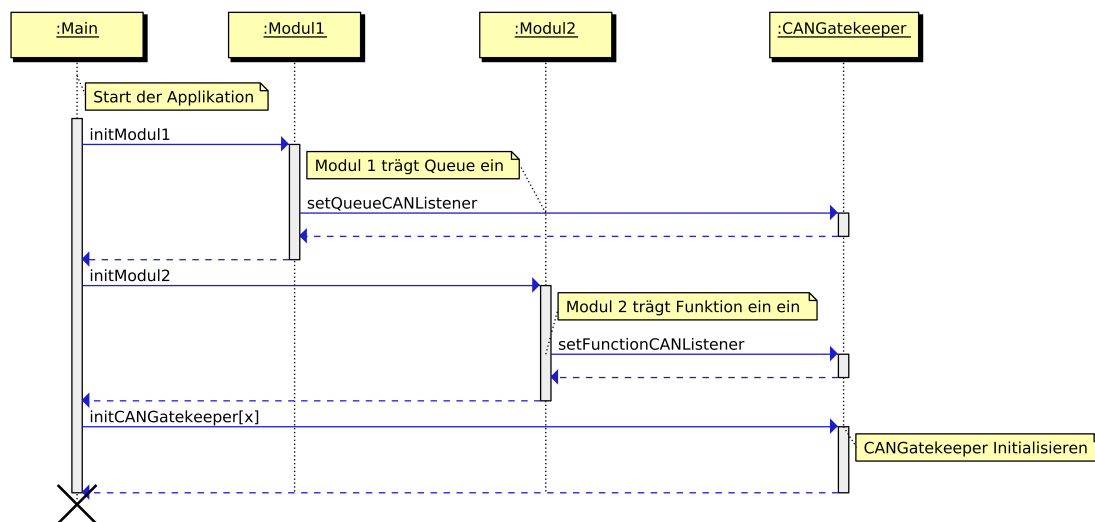 :Main
:Modul1
:Modul2
:CANGatekeeper
Start der Applikation
initModul1
Modul 1 trägt Queue ein
setQueueCANListener
initModul2
Modul 2 trägt Funktion ein ein
setFunctionCANListener
initCANGatekeeper[x]
CANGatekeeper Initialisieren